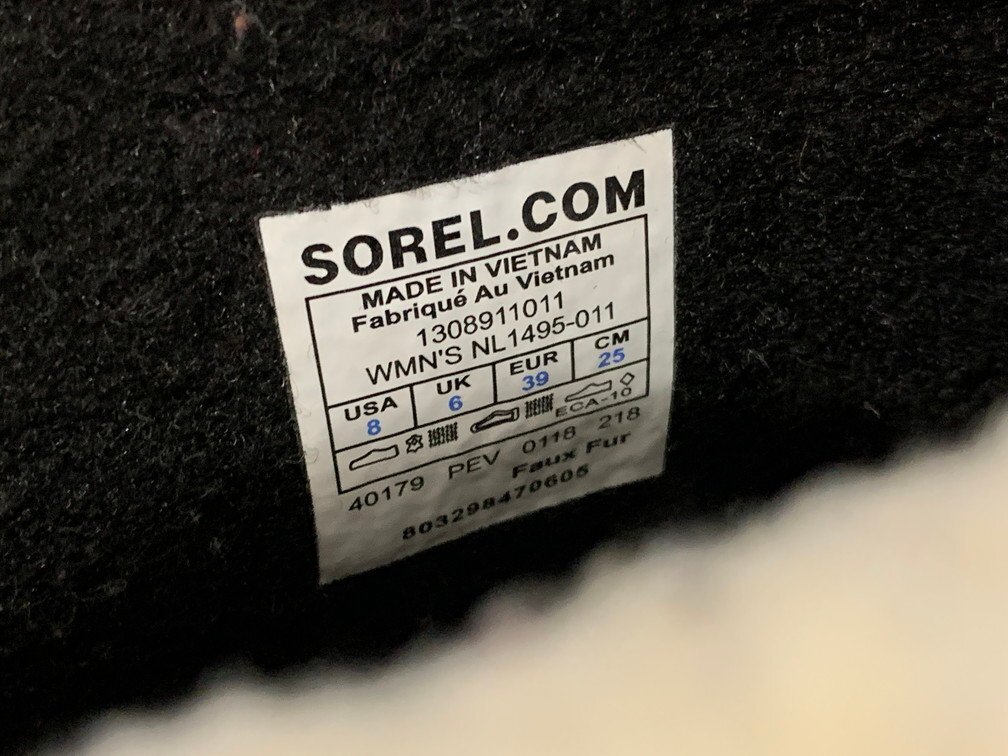 SOREL.COM
MADE IN VIETNAM
Fabriqué Au Vietnam
1308911011
WMN'S NL1495-011
USA UK EUR CM
8 6 39 25
ECA-10
40179 PEV 0118 218
Faux Fur
803298470605